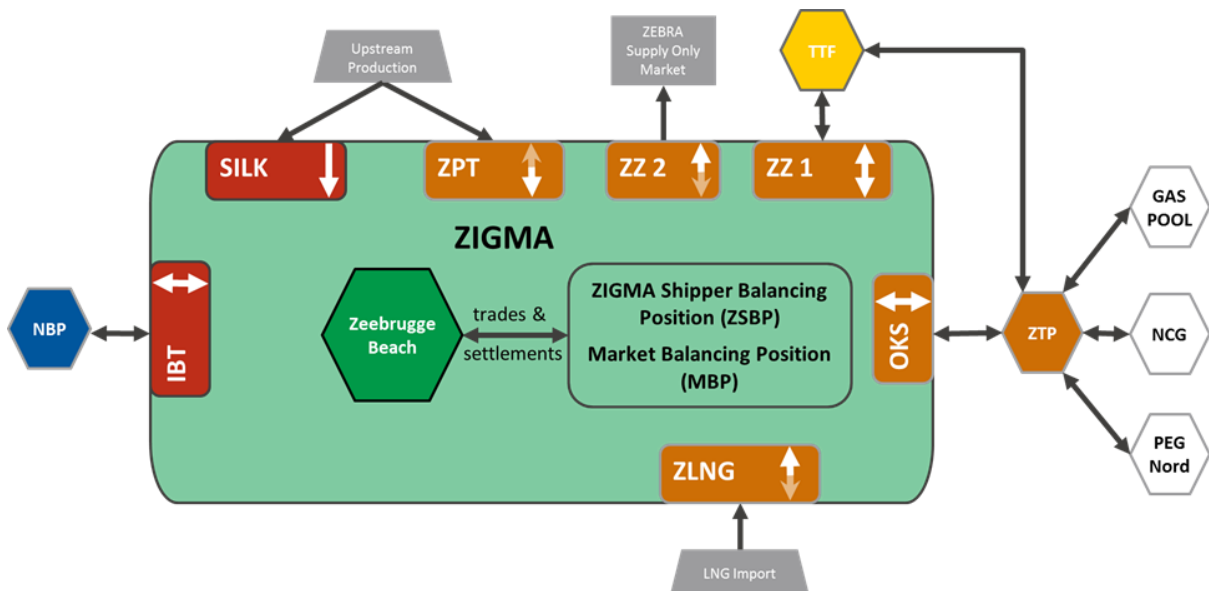 Upstream
Production
ZEBRA
Supply Only
Market
TTF
SILK
ZPT
ZZ 2
ZZ 1
ZIGMA
GAS
POOL
NBP
IBT
Zeebrugge
Beach
trades &
settlements
ZIGMA Shipper Balancing
Position (ZSBP)
Market Balancing Position
(MBP)
OKS
ZTP
NCG
PEG
Nord
ZLNG
LNG Import